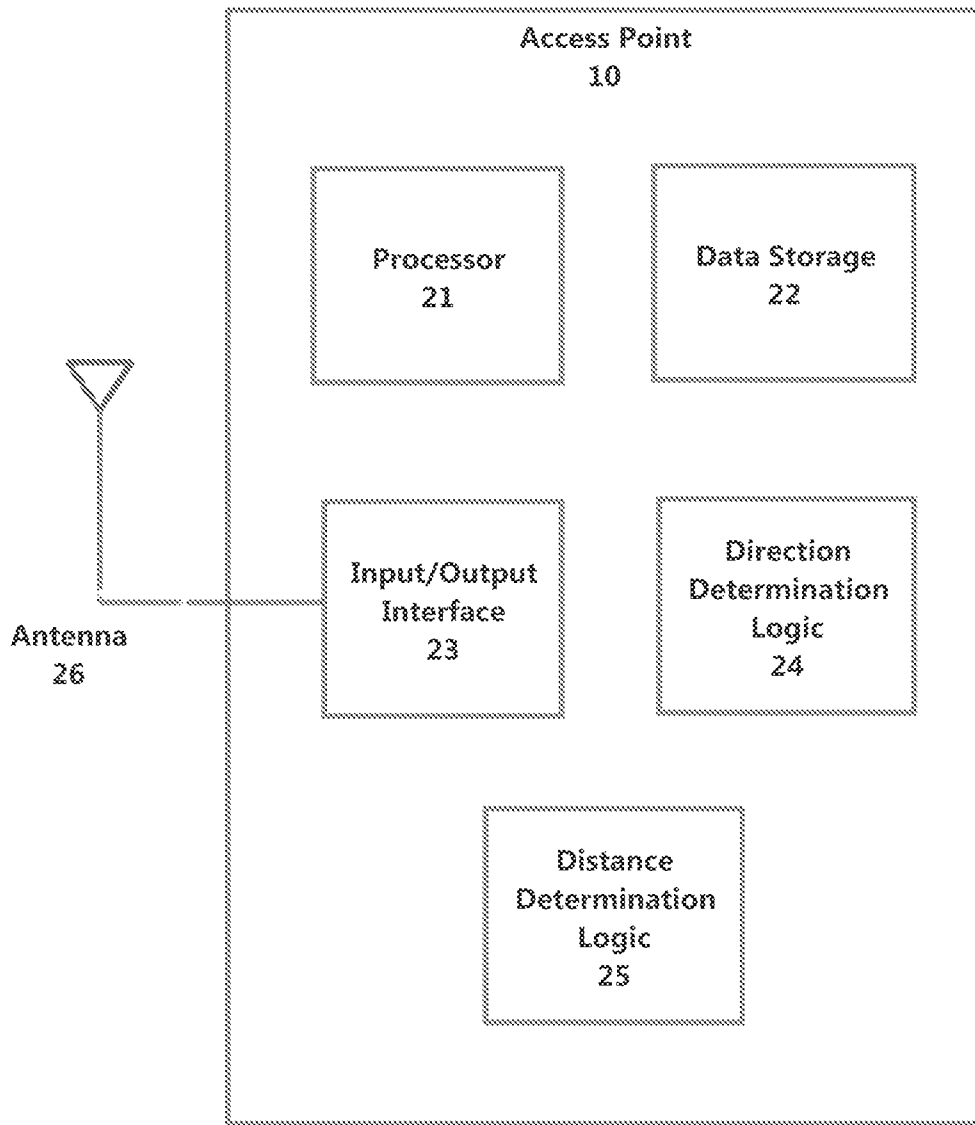 Access Point
10
Processor
21
Data Storage
22
Input/Output
Interface
23
Direction
Determination
Logic
24
Antenna
26
Distance
Determination
Logic
25